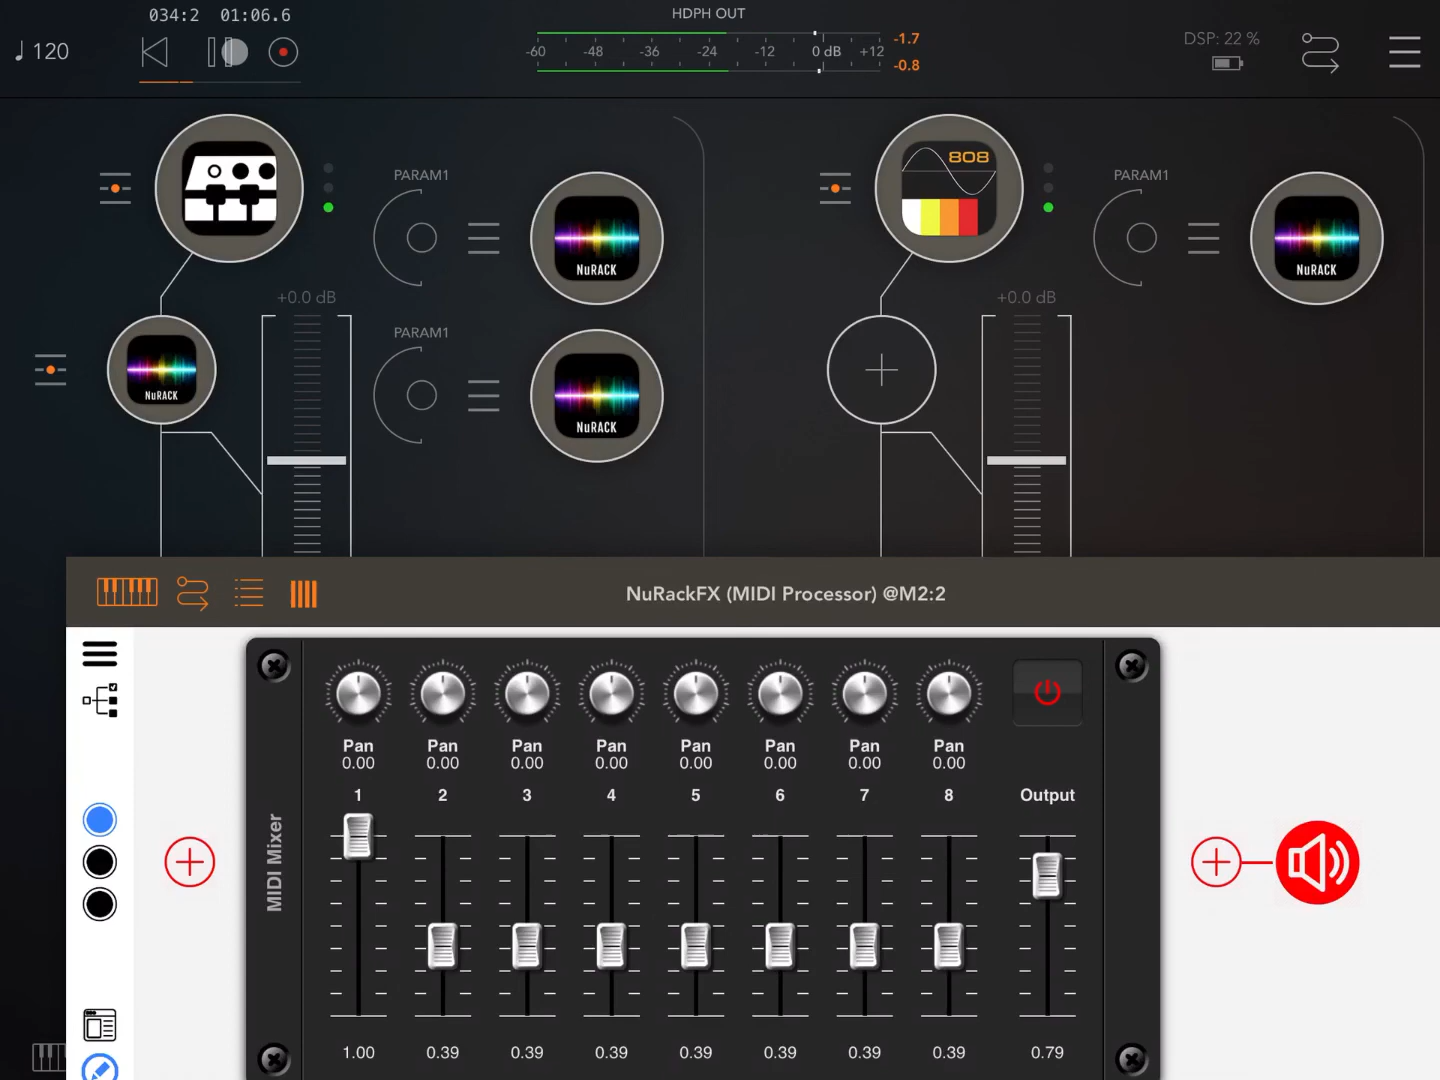 034:2 01:06.6
♩ 120
HDPH OUT
-60 -48 -36 -24 -12 0 dB +12
-1.7
-0.8
DSP: 22 %
PARAM1
NuRACK
808
PARAM1
NuRACK
+0.0 dB
PARAM1
NuRACK
NuRACK
+0.0 dB
NuRackFX (MIDI Processor) @M2:2
MIDI Mixer
Pan Pan Pan Pan Pan Pan Pan Pan
0.00 0.00 0.00 0.00 0.00 0.00 0.00 0.00
1 2 3 4 5 6 7 8 Output
1.00 0.39 0.39 0.39 0.39 0.39 0.39 0.39 0.79